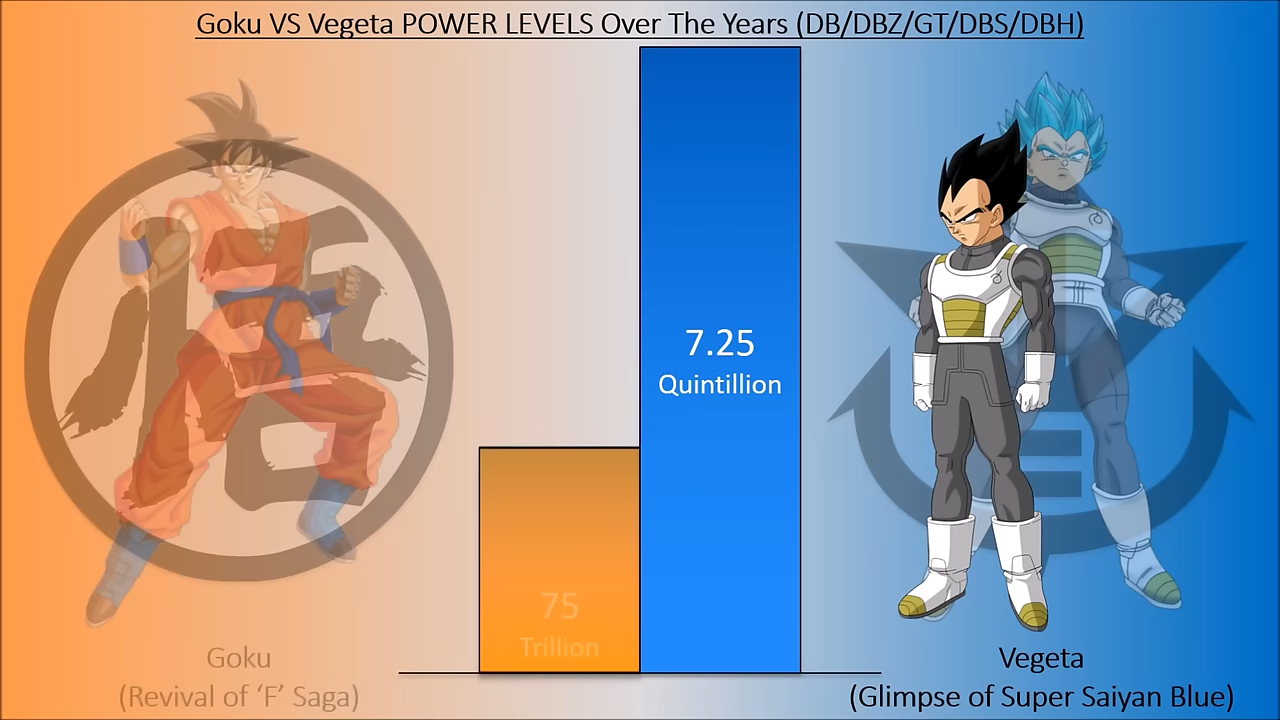 Goku VS Vegeta POWER LEVELS Over The Years (DB/DBZ/GT/DBS/DBH)
7.25
Quintillion
75
Trillion
Goku
(Revival of ‘F’ Saga)
Vegeta
(Glimpse of Super Saiyan Blue)
悟